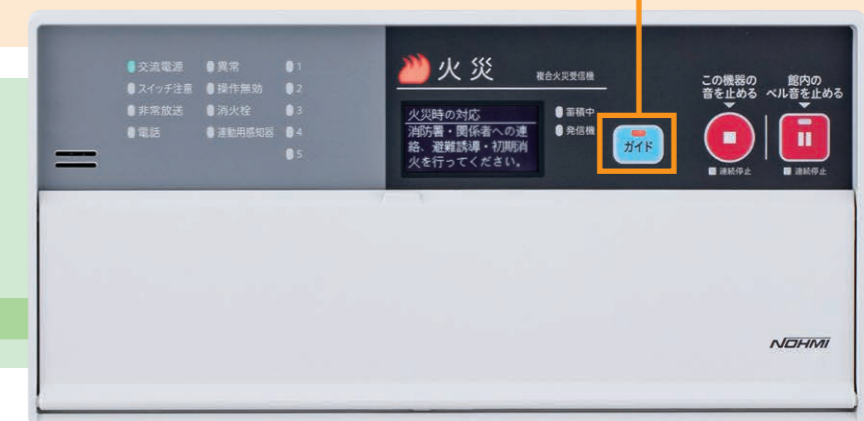 交流電源 異常 1
スイッチ注意 操作無効 2
非常放送 消火栓 3
電話 連動用感知器 4
5
火災
複合火災受信機
火災時の対応
消防署・関係者への連
絡、避難誘導・初期消
火を行ってください。
蓄積中
発信機
ガイド
この機器の
音を止める
連続停止
館内の
ベル音を止める
連続停止
NOHMI